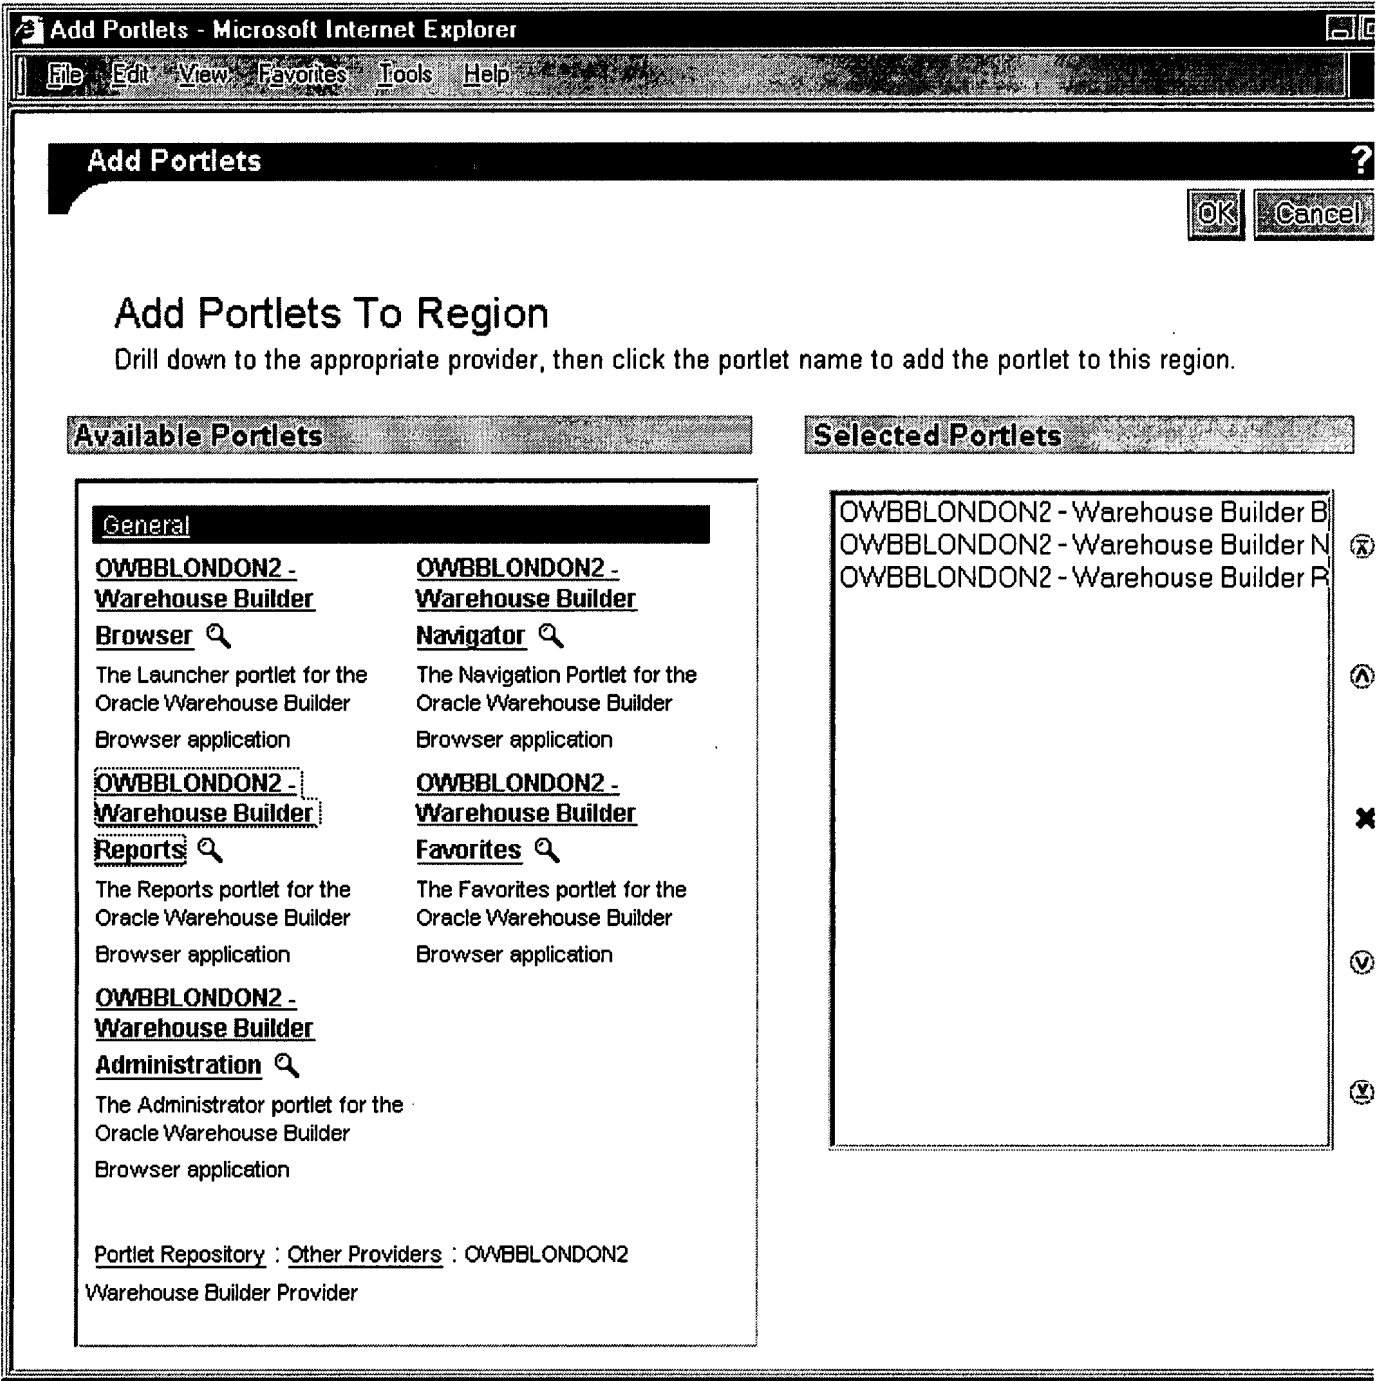 Add Portlets - Microsoft Internet Explorer
File Edit View Favorites Tools Help
Add Portlets
?
OK Cancel
Add Portlets To Region
Drill down to the appropriate provider, then click the portlet name to add the portlet to this region.
Available Portlets
General
OWBBLONDON2 -
Warehouse Builder
Browser
The Launcher portlet for the
Oracle Warehouse Builder
Browser application
OWBBLONDON2 -
Warehouse Builder
Navigator
The Navigation Portlet for the
Oracle Warehouse Builder
Browser application
OWBBLONDON2 -
Warehouse Builder
Reports
The Reports portlet for the
Oracle Warehouse Builder
Browser application
OWBBLONDON2 -
Warehouse Builder
Favorites
The Favorites portlet for the
Oracle Warehouse Builder
Browser application
OWBBLONDON2 -
Warehouse Builder
Administration
The Administrator portlet for the
Oracle Warehouse Builder
Browser application
Portlet Repository : Other Providers : OWBBLONDON2
Warehouse Builder Provider
Selected Portlets
OWBBLONDON2 - Warehouse Builder B
OWBBLONDON2 - Warehouse Builder N
OWBBLONDON2 - Warehouse Builder R